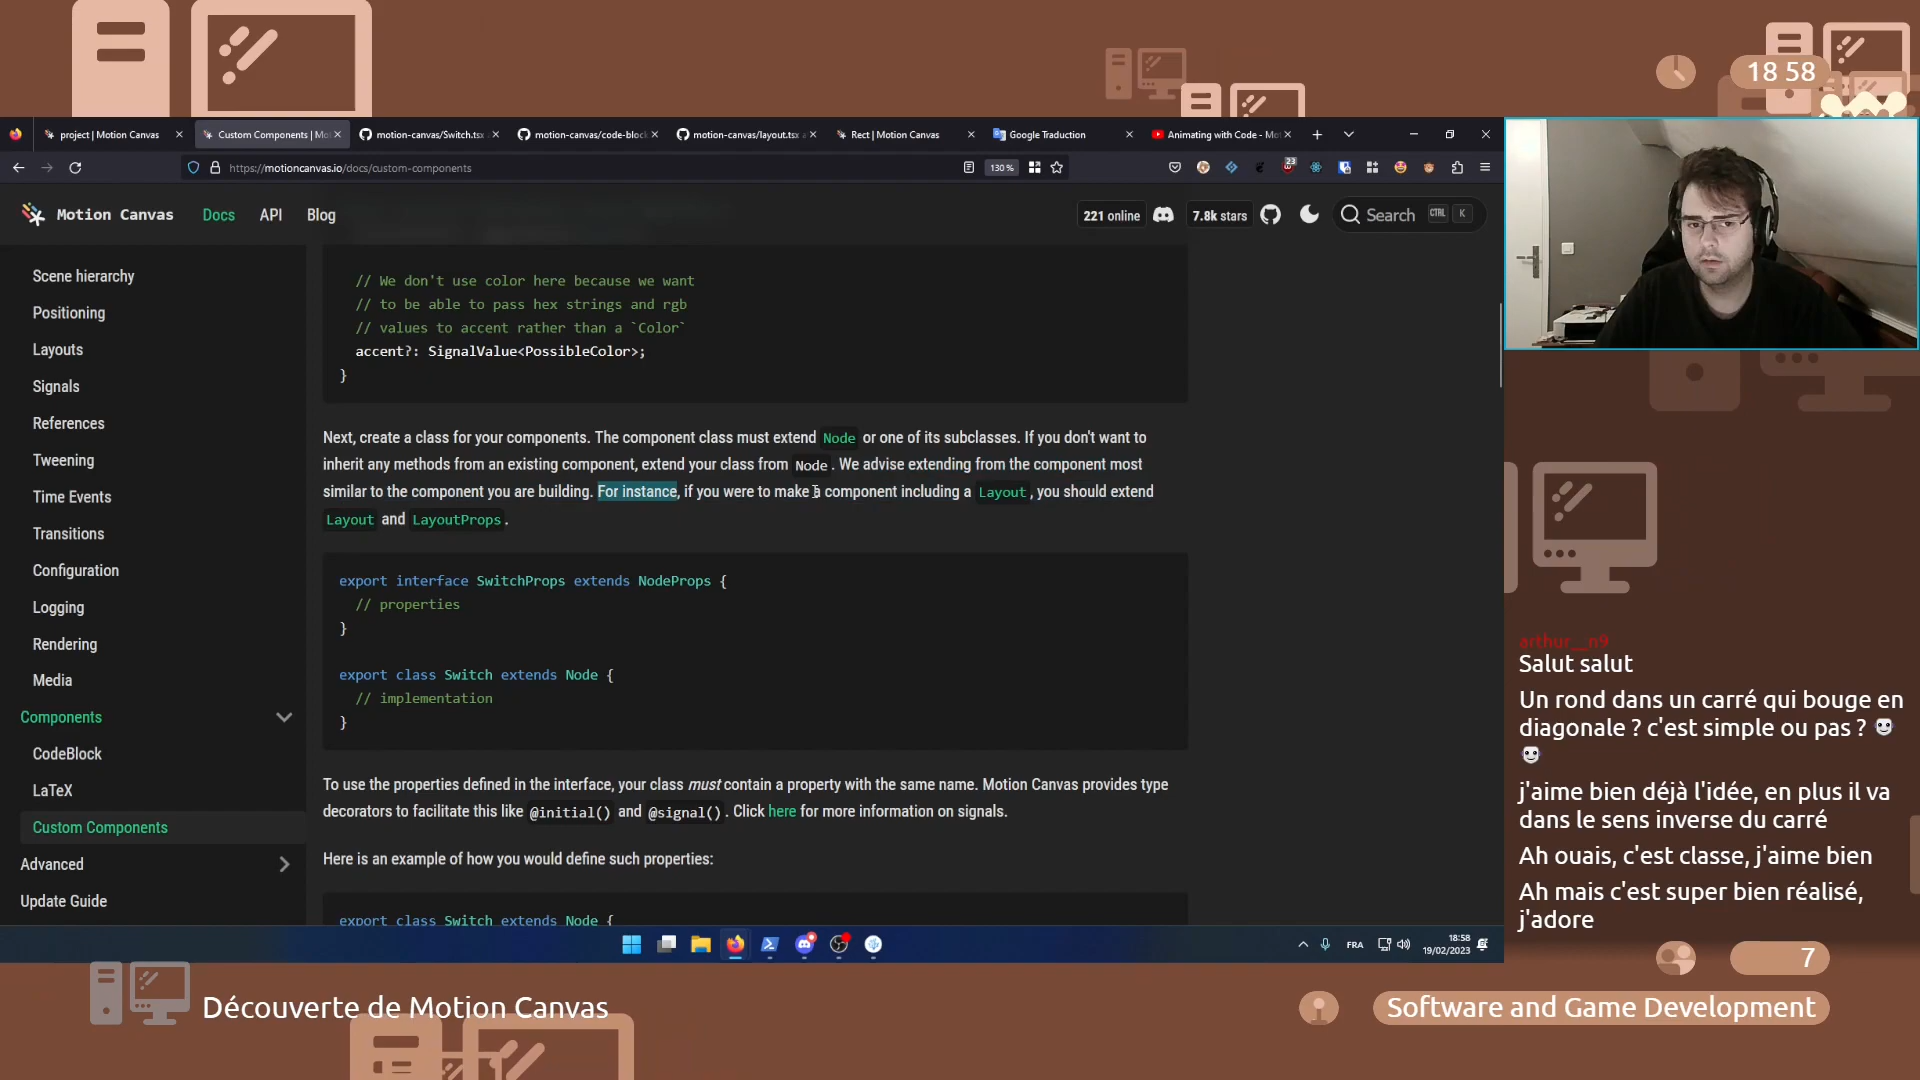 18 58
project | Motion Canvas
Custom Components | Mo
motion-canvas/Switch.tsx
motion-canvas/code-bloc
motion-canvas/layout.tsx a
Rect | Motion Canvas
Google Traduction
Animating with Code - Mo
https://motioncanvas.io/docs/custom-components
130 %
23
Motion Canvas
Docs
API
Blog
221 online
7.8k stars
Search
CTRL
K
Scene hierarchy
Positioning
Layouts
Signals
References
Tweening
Time Events
Transitions
Configuration
Logging
Rendering
Media
Components
CodeBlock
LaTeX
Custom Components
Advanced
Update Guide
// We don't use color here because we want
// to be able to pass hex strings and rgb
// values to accent rather than a `Color`
accent?: SignalValue<PossibleColor>;
}
Next, create a class for your components. The component class must extend Node or one of its subclasses. If you don't want to
inherit any methods from an existing component, extend your class from Node. We advise extending from the component most
similar to the component you are building. For instance, if you were to make a component including a Layout, you should extend
Layout and LayoutProps.
export interface SwitchProps extends NodeProps {
// properties
}
export class Switch extends Node {
// implementation
}
To use the properties defined in the interface, your class must contain a property with the same name. Motion Canvas provides type
decorators to facilitate this like @initial() and @signal(). Click here for more information on signals.
Here is an example of how you would define such properties:
export class Switch extends Node {
FRA
18:58
19/02/2023
arthur__n9
Salut salut
Un rond dans un carré qui bouge en
diagonale ? c'est simple ou pas ?
j'aime bien déjà l'idée, en plus il va
dans le sens inverse du carré
Ah ouais, c'est classe, j'aime bien
Ah mais c'est super bien réalisé,
j'adore
7
Découverte de Motion Canvas
Software and Game Development